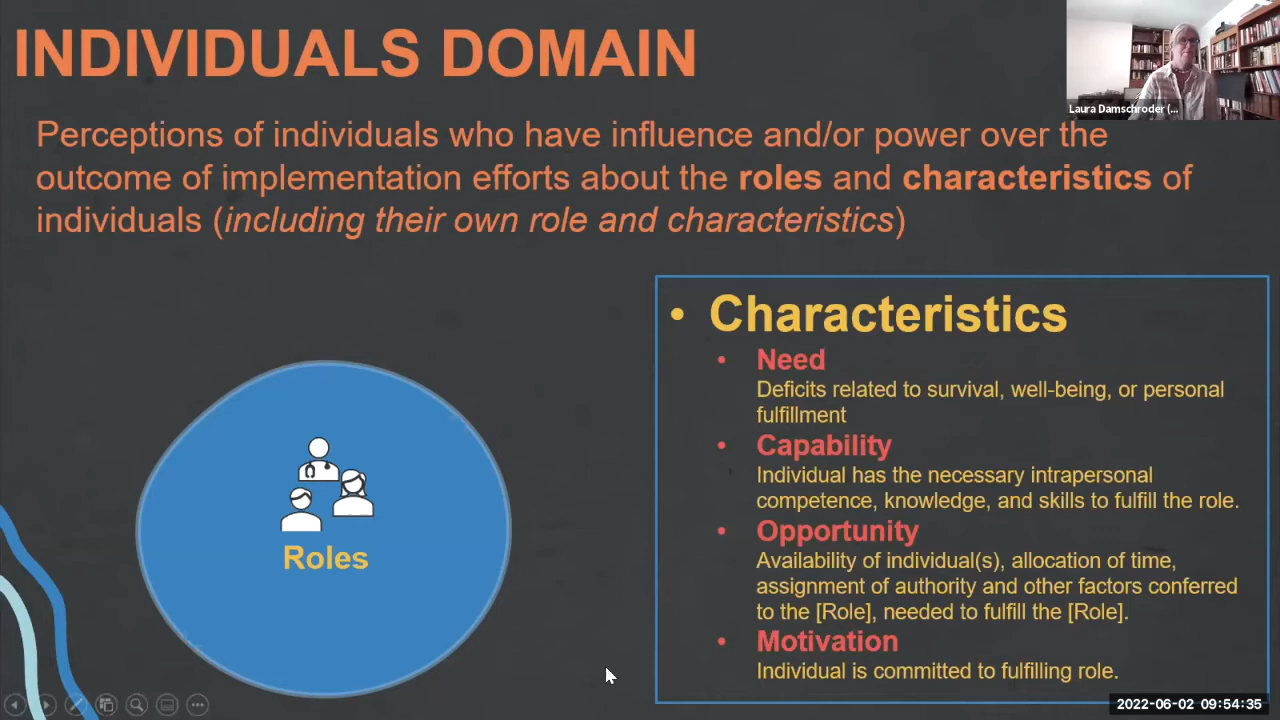 INDIVIDUALS DOMAIN
Laura Damschroder (...
Perceptions of individuals who have influence and/or power over the
outcome of implementation efforts about the roles and characteristics of
individuals (including their own role and characteristics)
• Characteristics
• Need
Deficits related to survival, well-being, or personal
fulfillment
• Capability
Individual has the necessary intrapersonal
competence, knowledge, and skills to fulfill the role.
• Opportunity
Availability of individual(s), allocation of time,
assignment of authority and other factors conferred
to the [Role], needed to fulfill the [Role].
• Motivation
Individual is committed to fulfilling role.
Roles
2022-06-02 09:54:35